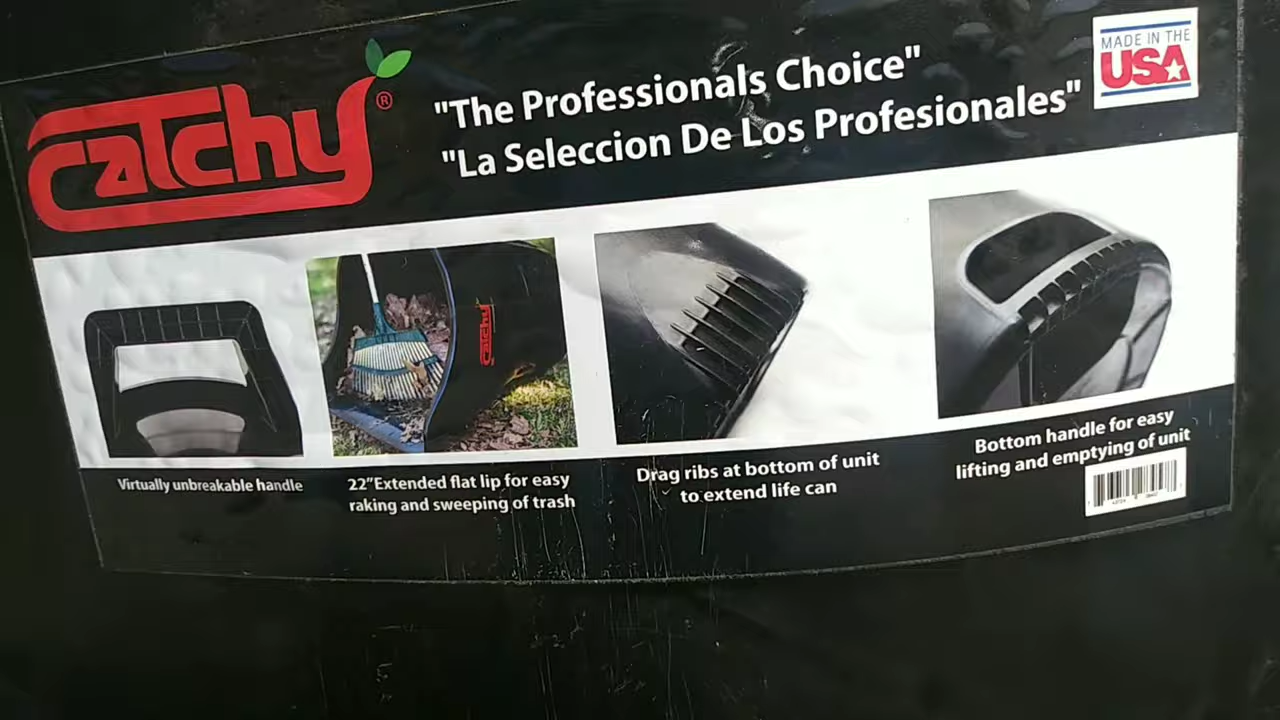 Catchy®
"The Professionals Choice"
"La Seleccion De Los Profesionales"
MADE IN THE
USA
Catchy
Virtually unbreakable handle
22"Extended flat lip for easy
raking and sweeping of trash
Drag ribs at bottom of unit
to extend life can
Bottom handle for easy
lifting and emptying of unit